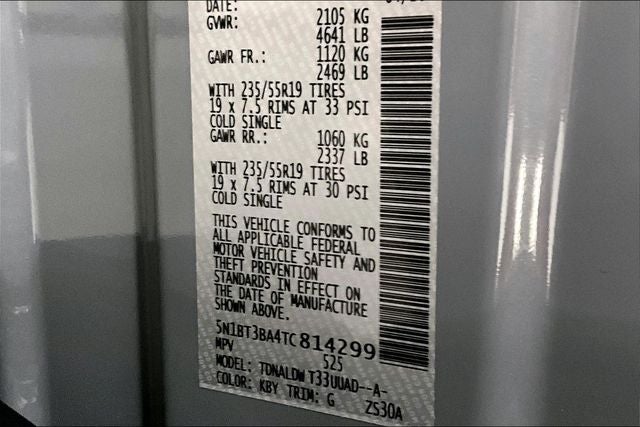 DATE:
GVWR: 2105 KG
4641 LB
GAWR FR.: 1120 KG
2469 LB
WITH 235/55R19 TIRES
19 x 7.5 RIMS AT 33 PSI
COLD SINGLE
GAWR RR.: 1060 KG
2337 LB
WITH 235/55R19 TIRES
19 x 7.5 RIMS AT 30 PSI
COLD SINGLE
THIS VEHICLE CONFORMS TO
ALL APPLICABLE FEDERAL
MOTOR VEHICLE SAFETY AND
THEFT PREVENTION
STANDARDS IN EFFECT ON
THE DATE OF MANUFACTURE
SHOWN ABOVE.
5N1BT3BA4TC814299
MPV 525
MODEL: TDNALDW T33UUAD--A-
COLOR: KBY TRIM: G ZS30A